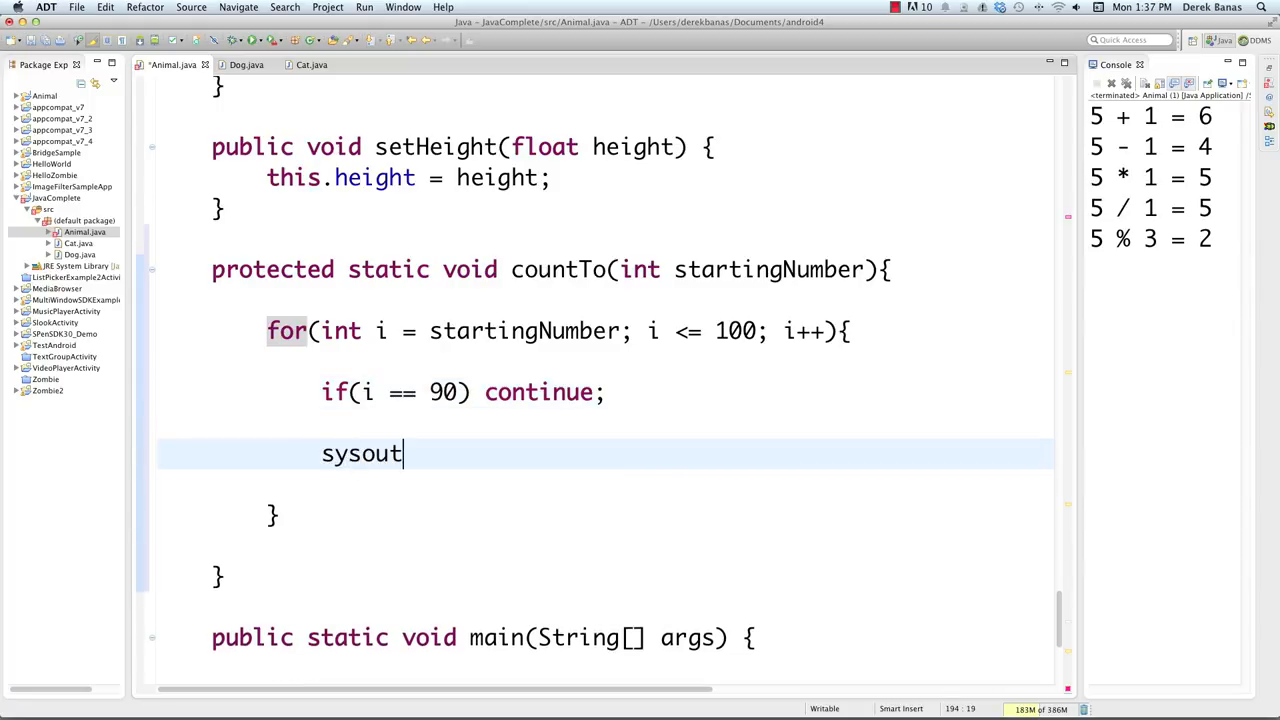 ADT File Edit Refactor Source Navigate Search Project Run Window Help 10 Mon 1:37 PM Derek Banas
Java – JavaComplete/src/Animal.java – ADT – /Users/derekbanas/Documents/android4
Quick Access Java DDMS
Package Exp *Animal.java Dog.java Cat.java Console
<terminated> Animal (1) [Java Application] /S
Animal
appcompat_v7
appcompat_v7_2
appcompat_v7_3
appcompat_v7_4
BridgeSample
HelloWorld
HelloZombie
ImageFilterSampleApp
JavaComplete
src
(default package)
Animal.java
Cat.java
Dog.java
JRE System Library [Ja
ListPickerExample2Activi
MediaBrowser
MultiWindowSDKExample
MusicPlayerActivity
SlookActivity
SPenSDK30_Demo
TestAndroid
TextGroupActivity
VideoPlayerActivity
Zombie
Zombie2
}
public void setHeight(float height) {
this.height = height;
}
protected static void countTo(int startingNumber){
for(int i = startingNumber; i <= 100; i++){
if(i == 90) continue;
sysout
}
}
public static void main(String[] args) {
5 + 1 = 6
5 - 1 = 4
5 * 1 = 5
5 / 1 = 5
5 % 3 = 2
Writable Smart Insert 194 : 19 183M of 386M